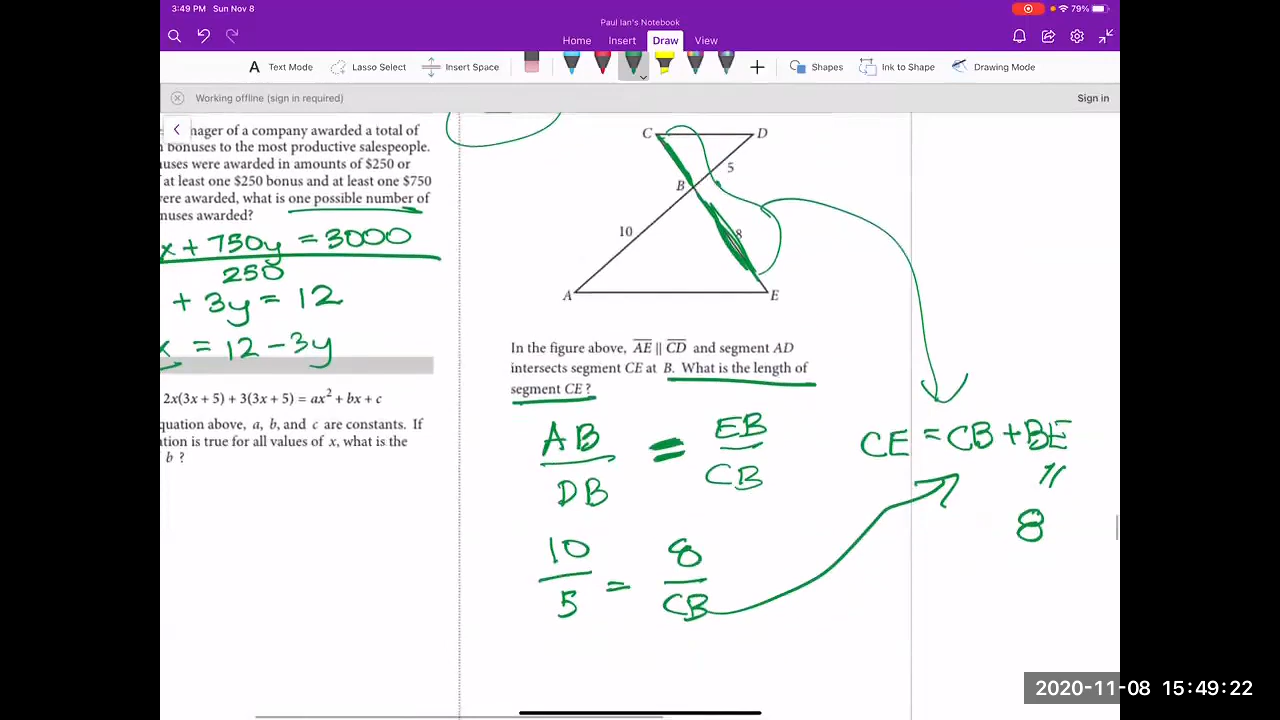 3:49 PM Sun Nov 8
79%
Paul Ian's Notebook
Home Insert Draw View
Text Mode Lasso Select Insert Space Shapes Ink to Shape Drawing Mode
Working offline (sign in required) Sign in
nager of a company awarded a total of
bonuses to the most productive salespeople.
uses were awarded in amounts of $250 or
at least one $250 bonus and at least one $750
ere awarded, what is one possible number of
nuses awarded?
x + 750y = 3000
250
+ 3y = 12
x = 12 - 3y
2x(3x + 5) + 3(3x + 5) = ax² + bx + c
quation above, a, b, and c are constants. If
tion is true for all values of x, what is the
b ?
C D
5
B
10 8
A E
In the figure above, AE || CD and segment AD
intersects segment CE at B. What is the length of
segment CE ?
AB = EB
DB CB
10 = 8
5 CB
CE = CB + BE
8
2020-11-08 15:49:22